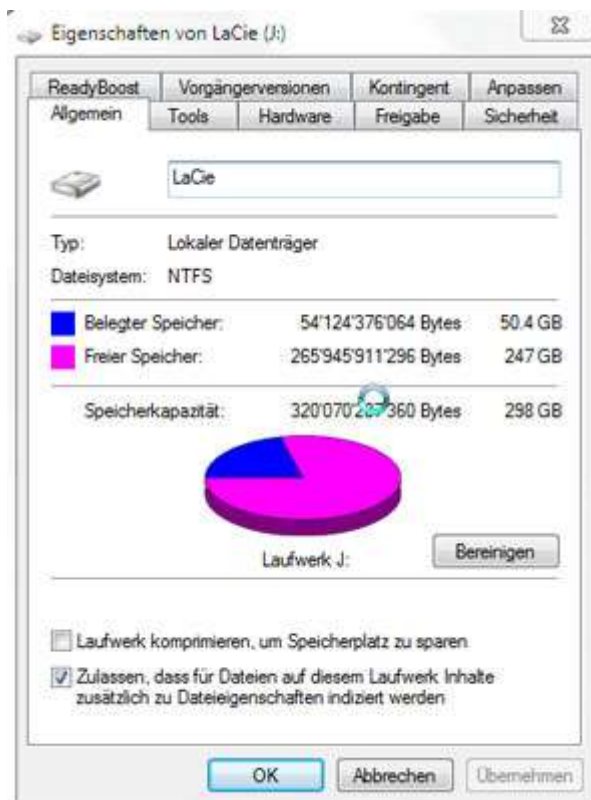 Eigenschaften von LaCie (J:)
ReadyBoost Vorgängerversionen Kontingent Anpassen
Allgemein Tools Hardware Freigabe Sicherheit
LaCie
Typ: Lokaler Datenträger
Dateisystem: NTFS
Belegter Speicher: 54'124'376'064 Bytes 50.4 GB
Freier Speicher: 265'945'911'296 Bytes 247 GB
Speicherkapazität: Bytes 298 GB
Laufwerk J:
Bereinigen
Laufwerk komprimieren, um Speicherplatz zu sparen
Zulassen, dass für Dateien auf diesem Laufwerk Inhalte
zusätzlich zu Dateieigenschaften indiziert werden
OK Abbrechen Übernehmen